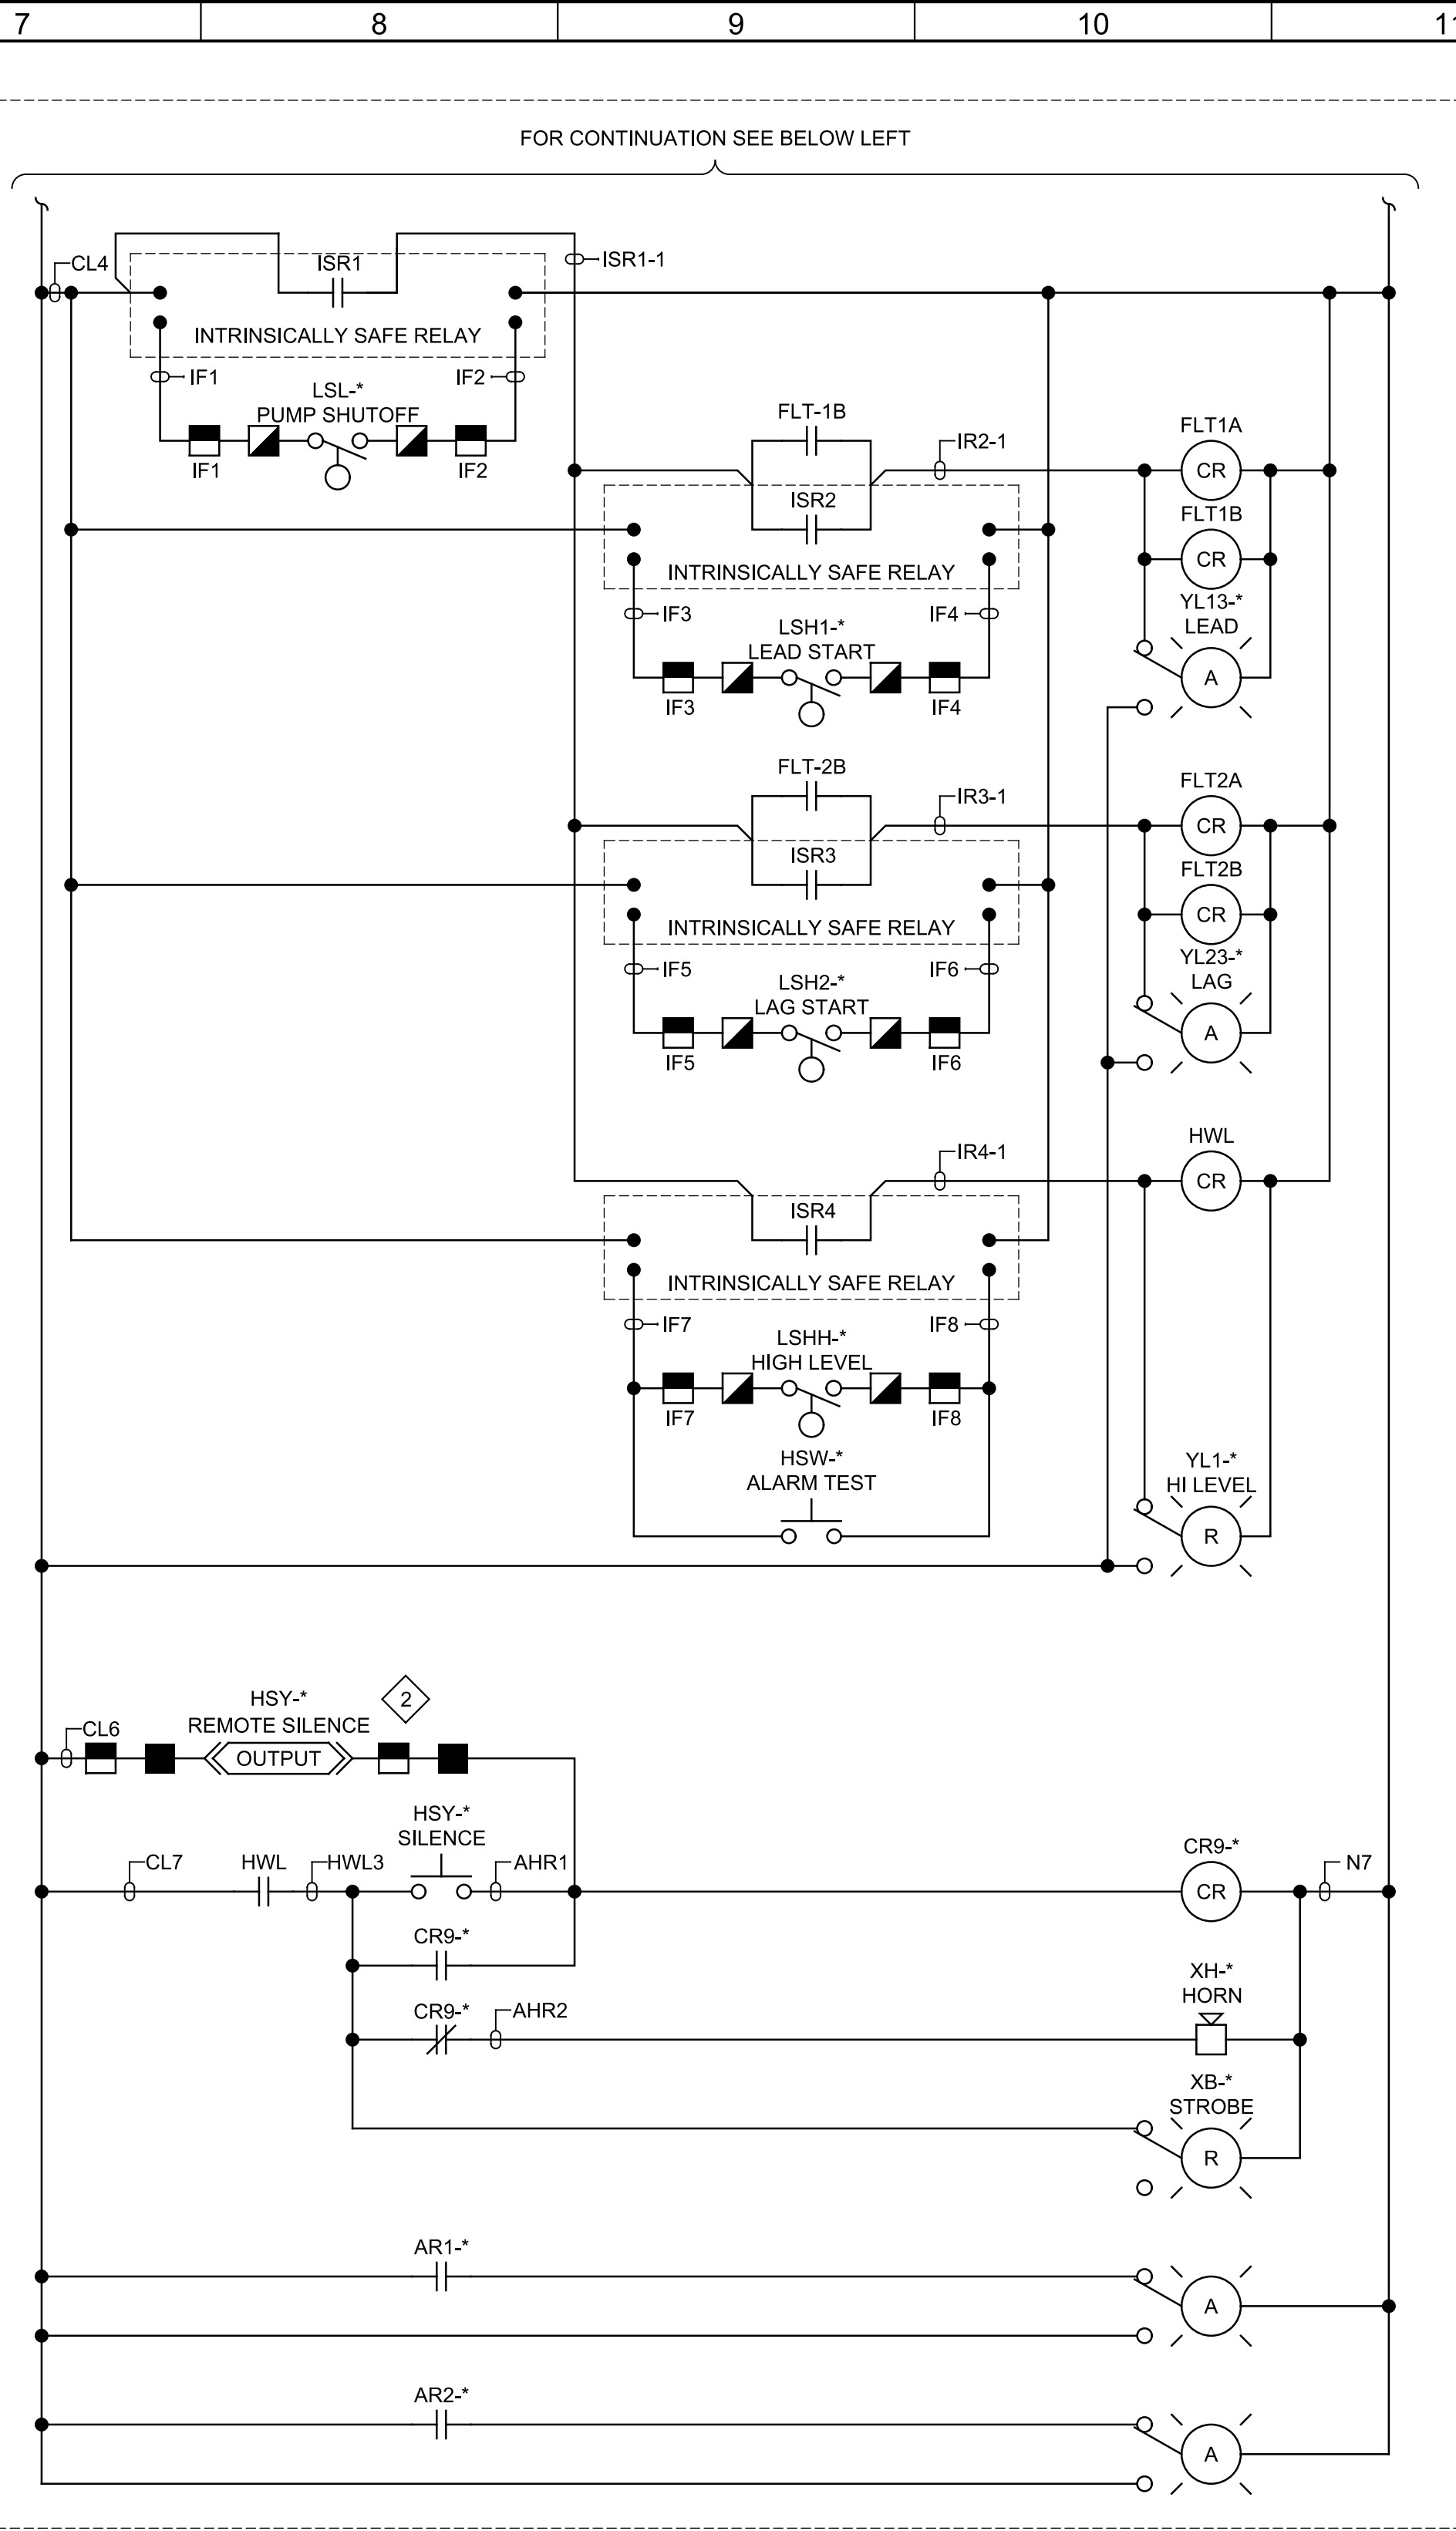 7 8 9 10 11
FOR CONTINUATION SEE BELOW LEFT
CL4
ISR1
ISR1-1
INTRINSICALLY SAFE RELAY
IF1
IF2
LSL-*
PUMP SHUTOFF
IF1
IF2
FLT-1B
IR2-1
FLT1A
CR
ISR2
FLT1B
CR
INTRINSICALLY SAFE RELAY
IF3
IF4
LSH1-*
LEAD START
YL13-*
LEAD
A
IF3
IF4
FLT-2B
IR3-1
FLT2A
CR
ISR3
FLT2B
CR
INTRINSICALLY SAFE RELAY
IF5
IF6
LSH2-*
LAG START
YL23-*
LAG
A
IF5
IF6
IR4-1
HWL
CR
ISR4
INTRINSICALLY SAFE RELAY
IF7
IF8
LSHH-*
HIGH LEVEL
IF7
IF8
HSW-*
ALARM TEST
YL1-*
HI LEVEL
R
HSY-*
REMOTE SILENCE
2
CL6
OUTPUT
HSY-*
SILENCE
CL7
HWL
HWL3
AHR1
CR9-*
CR
N7
CR9-*
XH-*
HORN
CR9-*
AHR2
XB-*
STROBE
R
AR1-*
A
AR2-*
A